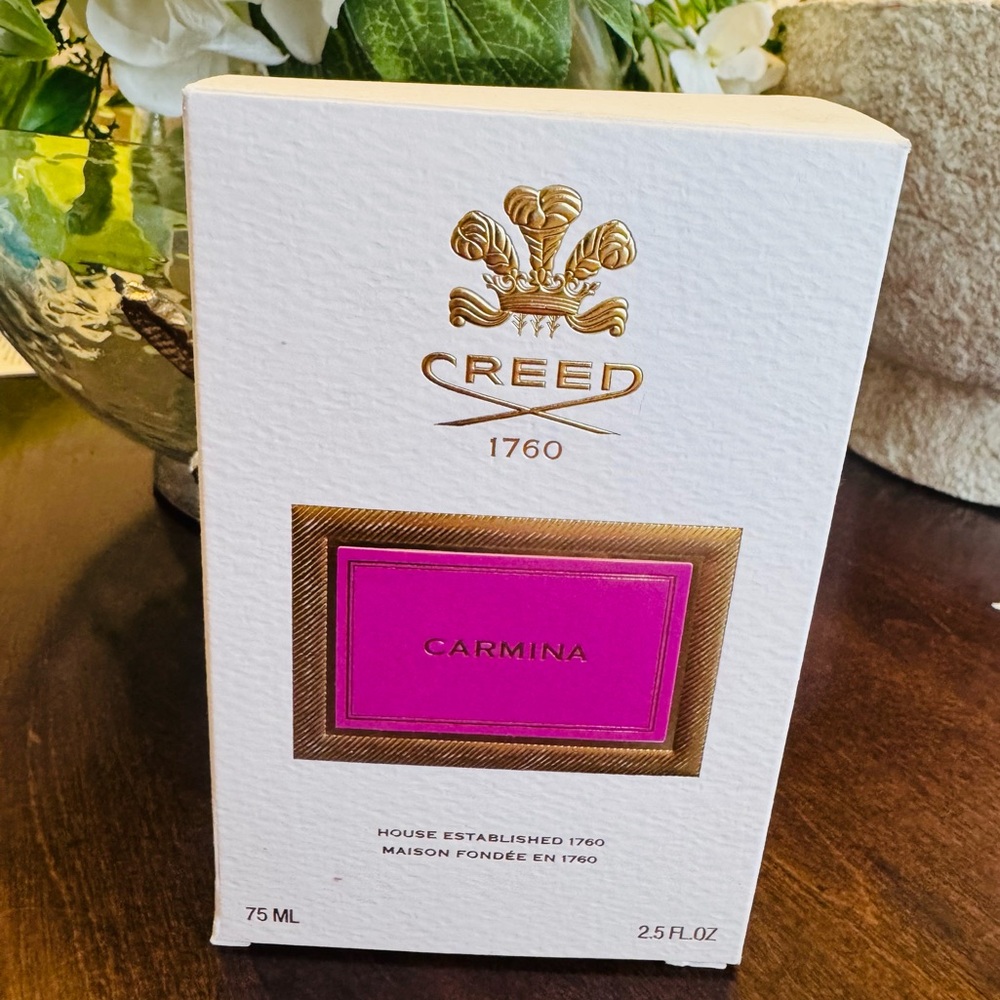 CREED
1760
CARMINA
HOUSE ESTABLISHED 1760
MAISON FONDÉE EN 1760
75 ML
2.5 FL.OZ